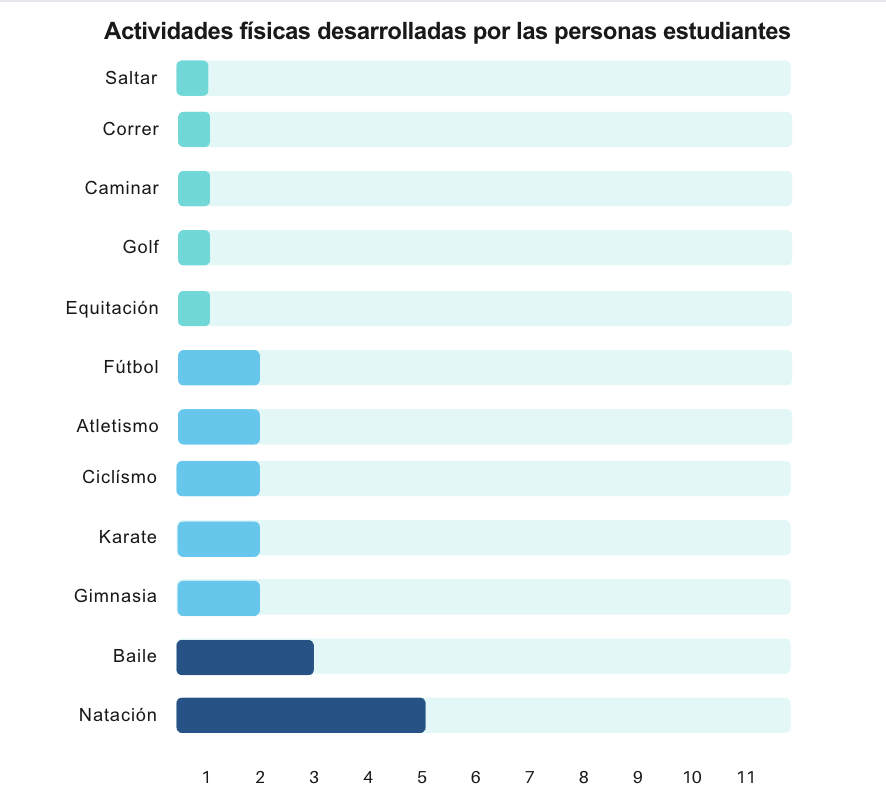 Actividades físicas desarrolladas por las personas estudiantes
Saltar
Correr
Caminar
Golf
Equitación
Fútbol
Atletismo
Ciclísmo
Karate
Gimnasia
Baile
Natación
1 2 3 4 5 6 7 8 9 10 11